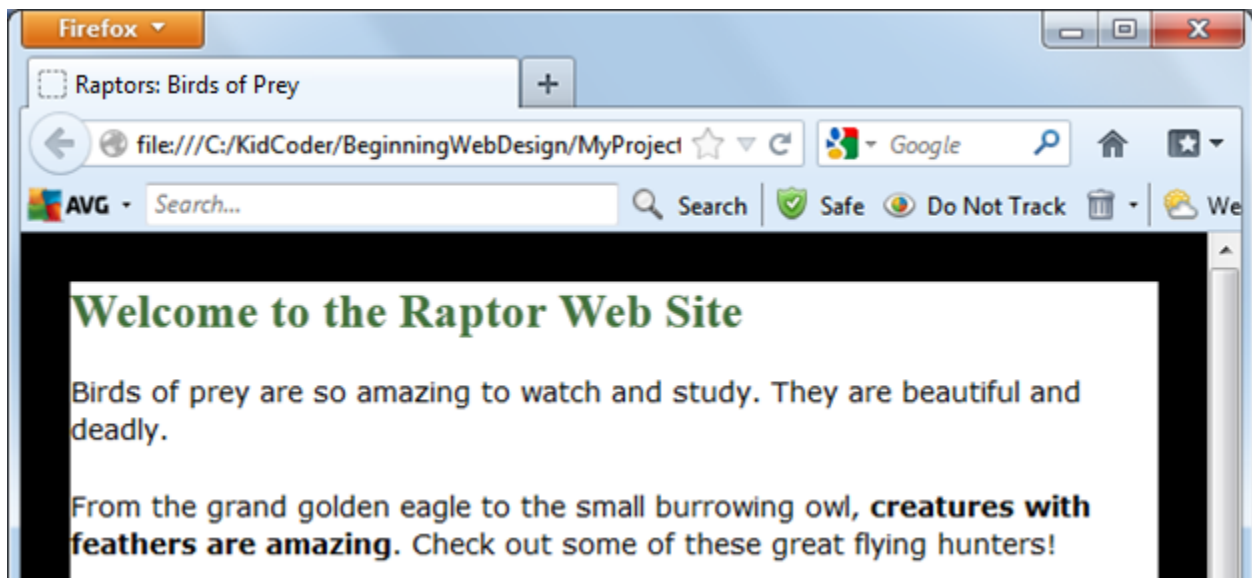 Firefox
Raptors: Birds of Prey
file:///C:/KidCoder/BeginningWebDesign/MyProject
Google
AVG
Search...
Search
Safe
Do Not Track
We
Welcome to the Raptor Web Site
Birds of prey are so amazing to watch and study. They are beautiful and
deadly.
From the grand golden eagle to the small burrowing owl, creatures with
feathers are amazing. Check out some of these great flying hunters!